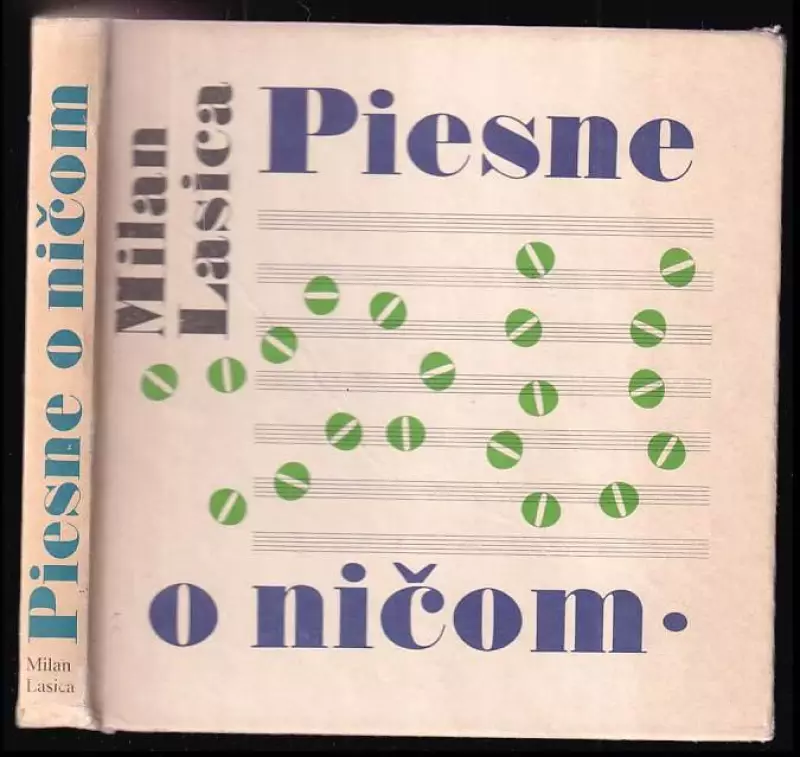 Piesne o ničom
Milan
Lasica
Milan
Lasica
Piesne
o ničom.